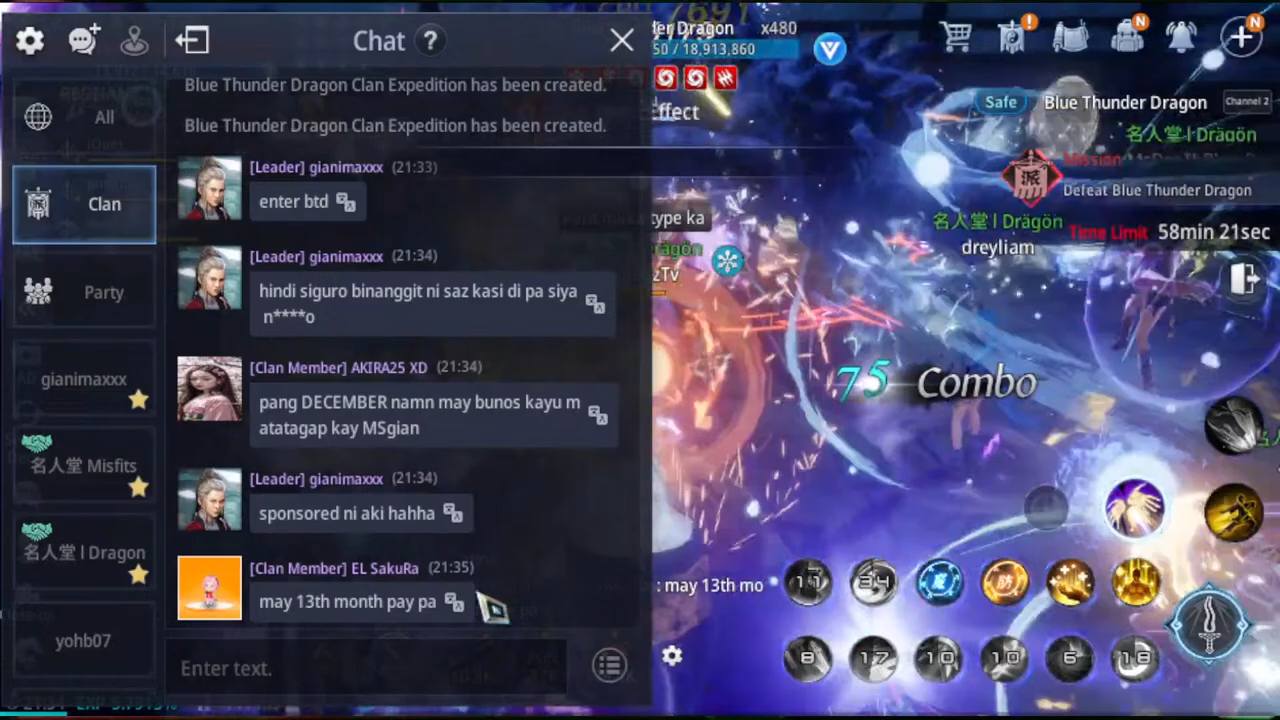 Chat ?
All
Clan
Party
gianimaxxx
名人堂 Misfits
名人堂 l Dragon
yohb07
Blue Thunder Dragon Clan Expedition has been created.
Blue Thunder Dragon Clan Expedition has been created.
[Leader] gianimaxxx (21:33)
enter btd
[Leader] gianimaxxx (21:34)
hindi siguro binanggit ni saz kasi di pa siya
n****o
[Clan Member] AKIRA25 XD (21:34)
pang DECEMBER namn may bunos kayu m
atatagap kay MSgian
[Leader] gianimaxxx (21:34)
sponsored ni aki hahha
[Clan Member] EL SakuRa (21:35)
may 13th month pay pa
Enter text.
Dragon x480
50 / 18,913,860
ffect
type ka
zTv
: may 13th mo
N
N
Safe Blue Thunder Dragon Channel 2
名人堂 l Drägön
Mission
派
Defeat Blue Thunder Dragon
名人堂 l Drägön
Time Limit 58min 21sec
dreyliam
75 Combo
11 34
8 17 10 10 6 18